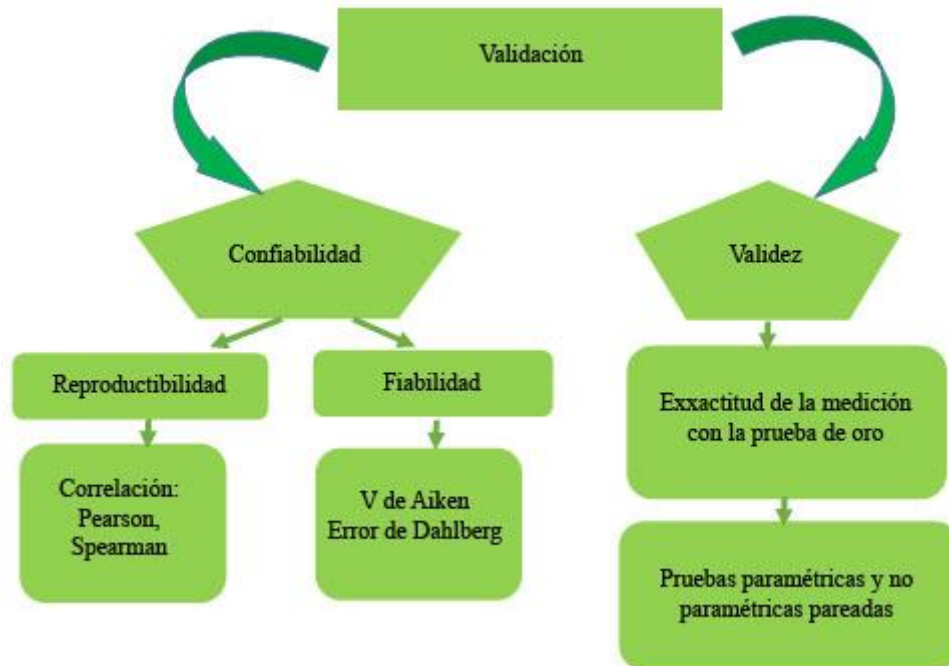 Validación
Confiabilidad
Validez
Reproductibilidad
Fiabilidad
Exxactitud de la medición
con la prueba de oro
Correlación:
Pearson,
Spearman
V de Aiken
Error de Dahlberg
Pruebas paramétricas y no
paramétricas pareadas